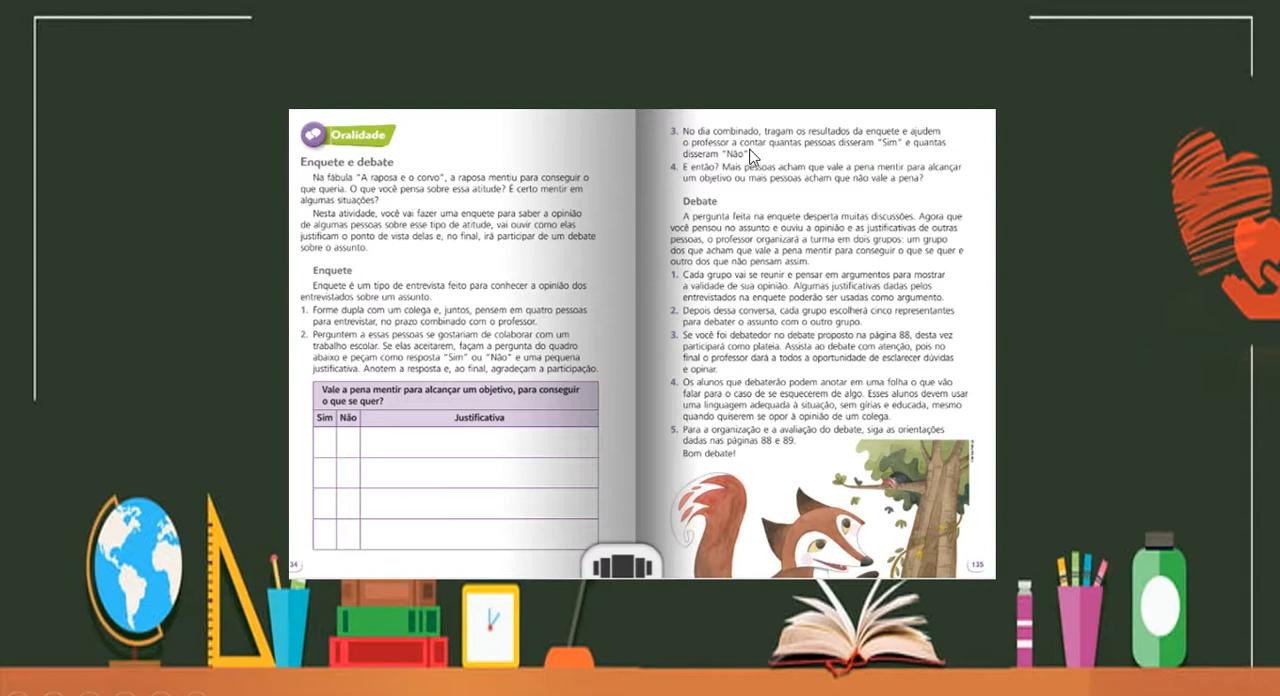 Oralidade
Enquete e debate
Na fábula "A raposa e o corvo", a raposa mentiu para conseguir o
que queria. O que você pensa sobre essa atitude? É certo mentir em
algumas situações?
Nesta atividade, você vai fazer uma enquete para saber a opinião
de algumas pessoas sobre esse tipo de atitude, vai ouvir como elas
justificam o ponto de vista delas e, no final, irá participar de um debate
sobre o assunto.
Enquete
Enquete é um tipo de entrevista feito para conhecer a opinião dos
entrevistados sobre um assunto.
1. Forme dupla com um colega e, juntos, pensem em quatro pessoas
para entrevistar, no prazo combinado com o professor.
2. Perguntem a essas pessoas se gostariam de colaborar com um
trabalho escolar. Se elas aceitarem, façam a pergunta do quadro
abaixo e peçam como resposta "Sim" ou "Não" e uma pequena
justificativa. Anotem a resposta e, ao final, agradeçam a participação.
Vale a pena mentir para alcançar um objetivo, para conseguir
o que se quer?
Sim Não Justificativa
34
3. No dia combinado, tragam os resultados da enquete e ajudem
o professor a contar quantas pessoas disseram "Sim" e quantas
disseram "Não"
4. E então? Mais pessoas acham que vale a pena mentir para alcançar
um objetivo ou mais pessoas acham que não vale a pena?
Debate
A pergunta feita na enquete desperta muitas discussões. Agora que
você pensou no assunto e ouviu a opinião e as justificativas de outras
pessoas, o professor organizará a turma em dois grupos: um grupo
dos que acham que vale a pena mentir para conseguir o que se quer e
outro dos que não pensam assim.
1. Cada grupo vai se reunir e pensar em argumentos para mostrar
a validade de sua opinião. Algumas justificativas dadas pelos
entrevistados na enquete poderão ser usadas como argumento.
2. Depois dessa conversa, cada grupo escolherá cinco representantes
para debater o assunto com o outro grupo.
3. Se você foi debatedor no debate proposto na página 88, desta vez
participará como plateia. Assista ao debate com atenção, pois no
final o professor dará a todos a oportunidade de esclarecer dúvidas
e opinar.
4. Os alunos que debaterão podem anotar em uma folha o que vão
falar para o caso de se esquecerem de algo. Esses alunos devem usar
uma linguagem adequada à situação, sem gírias e educada, mesmo
quando quiserem se opor à opinião de um colega.
5. Para a organização e a avaliação do debate, siga as orientações
dadas nas páginas 88 e 89.
Bom debate!
135